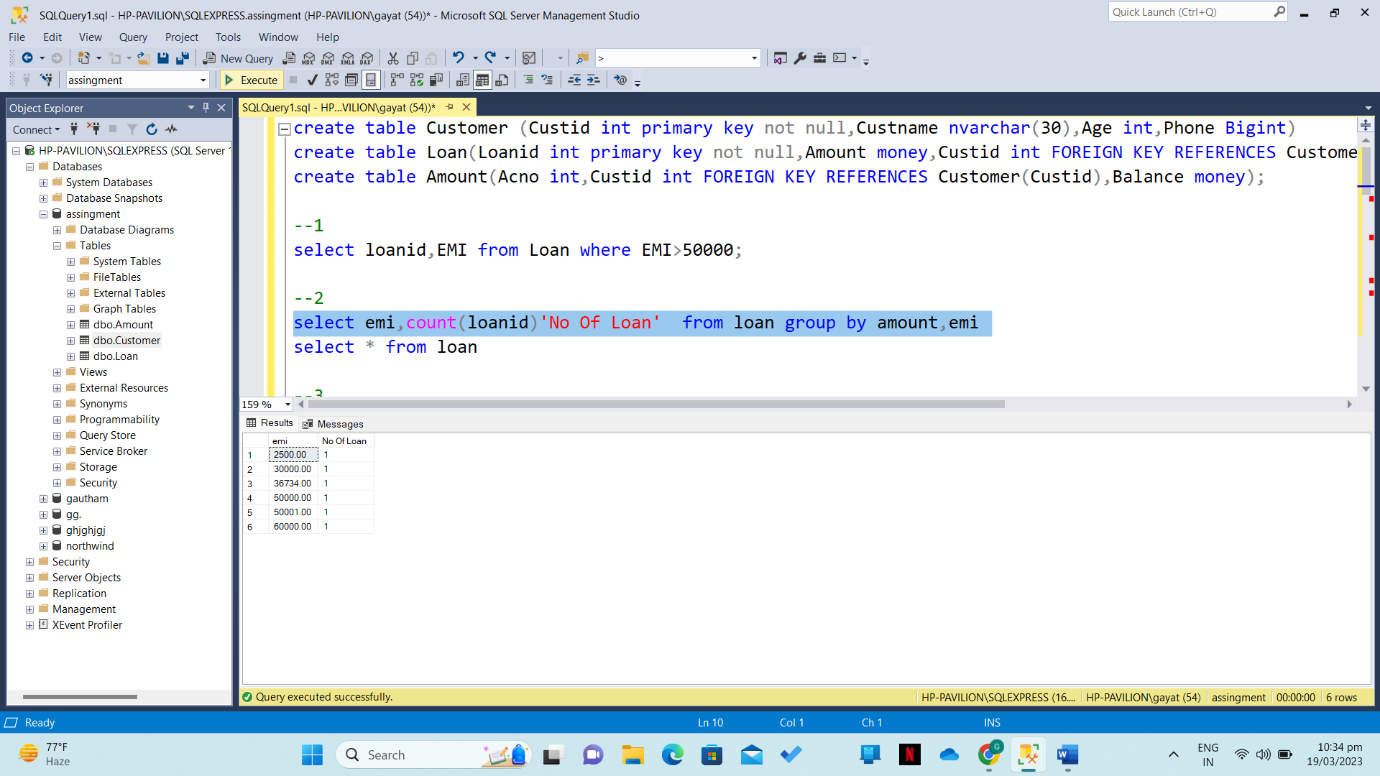 SQLQuery1.sql - HP-PAVILION\SQLEXPRESS.assingment (HP-PAVILION\gayat (54))* - Microsoft SQL Server Management Studio
Quick Launch (Ctrl+Q)
File Edit View Query Project Tools Window Help
New Query
MDX DMX XMLA DAX
>
assingment
Execute
Object Explorer
SQLQuery1.sql - HP...VILION\gayat (54))*
Connect
HP-PAVILION\SQLEXPRESS (SQL Server 1
Databases
System Databases
Database Snapshots
assingment
Database Diagrams
Tables
System Tables
FileTables
External Tables
Graph Tables
dbo.Amount
dbo.Customer
dbo.Loan
Views
External Resources
Synonyms
Programmability
Query Store
Service Broker
Storage
Security
gautham
gg.
ghjghjgj
northwind
Security
Server Objects
Replication
Management
XEvent Profiler
create table Customer (Custid int primary key not null,Custname nvarchar(30),Age int,Phone Bigint)
create table Loan(Loanid int primary key not null,Amount money,Custid int FOREIGN KEY REFERENCES Custome
create table Amount(Acno int,Custid int FOREIGN KEY REFERENCES Customer(Custid),Balance money);
--1
select loanid,EMI from Loan where EMI>50000;
--2
select emi,count(loanid)'No Of Loan'  from loan group by amount,emi
select * from loan
--3
159 %
Results Messages
emi No Of Loan
1 2500.00 1
2 30000.00 1
3 36734.00 1
4 50000.00 1
5 50001.00 1
6 60000.00 1
Query executed successfully.
HP-PAVILION\SQLEXPRESS (16.... HP-PAVILION\gayat (54) assingment 00:00:00 6 rows
Ready
Ln 10 Col 1 Ch 1 INS
77°F
Haze
Search
ENG
IN
10:34 pm
19/03/2023